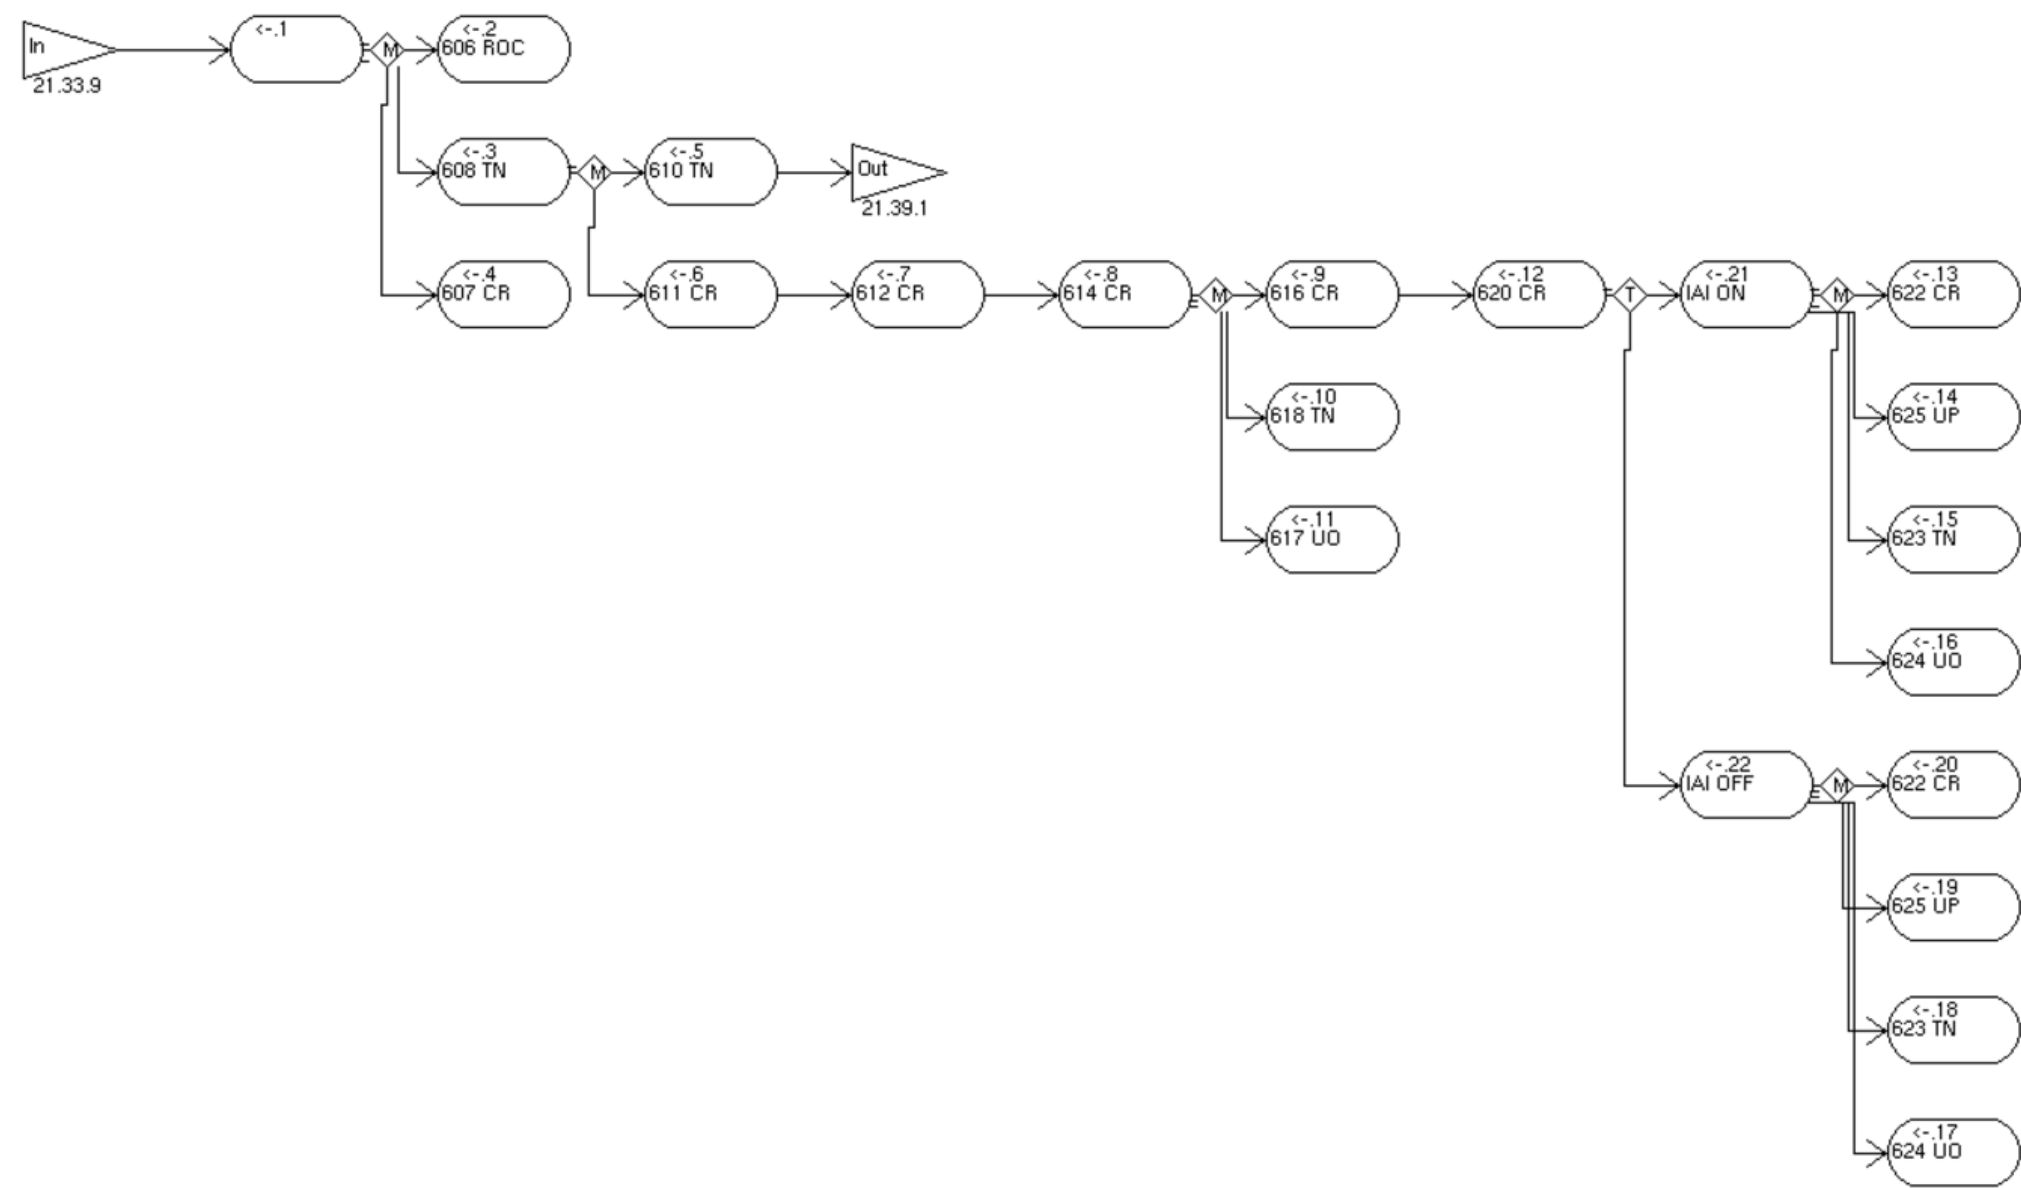 <-.1
<-.2
In
M
606 ROC
21.33.9
<-.3
<-.5
608 TN
M
610 TN
Out
21.39.1
<-.4
<-.6
<-.7
<-.8
<-.9
<-.12
<-.21
<-.13
607 CR
611 CR
612 CR
614 CR
M
616 CR
620 CR
T
IAI ON
M
622 CR
<-.10
<-.14
618 TN
625 UP
<-.11
<-.15
617 UO
623 TN
<-.16
624 UO
<-.22
<-.20
IAI OFF
M
622 CR
<-.19
625 UP
<-.18
623 TN
<-.17
624 UO